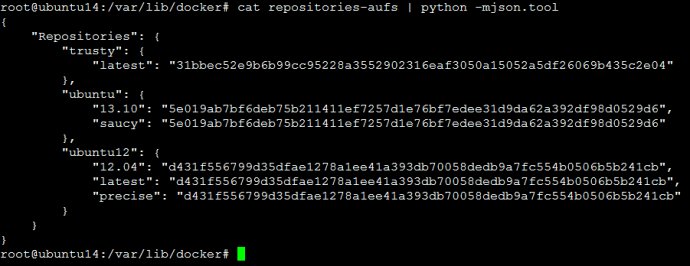 root@ubuntu14:/var/lib/docker# cat repositories-aufs | python -mjson.tool
{
    "Repositories": {
        "trusty": {
            "latest": "31bbec52e9b6b99cc95228a3552902316eaf3050a15052a5df26069b435c2e04"
        },
        "ubuntu": {
            "13.10": "5e019ab7bf6deb75b211411ef7257d1e76bf7edee31d9da62a392df98d0529d6",
            "saucy": "5e019ab7bf6deb75b211411ef7257d1e76bf7edee31d9da62a392df98d0529d6"
        },
        "ubuntu12": {
            "12.04": "d431f556799d35dfae1278a1ee41a393db70058dedb9a7fc554b0506b5b241cb",
            "latest": "d431f556799d35dfae1278a1ee41a393db70058dedb9a7fc554b0506b5b241cb",
            "precise": "d431f556799d35dfae1278a1ee41a393db70058dedb9a7fc554b0506b5b241cb"
        }
    }
}
root@ubuntu14:/var/lib/docker#